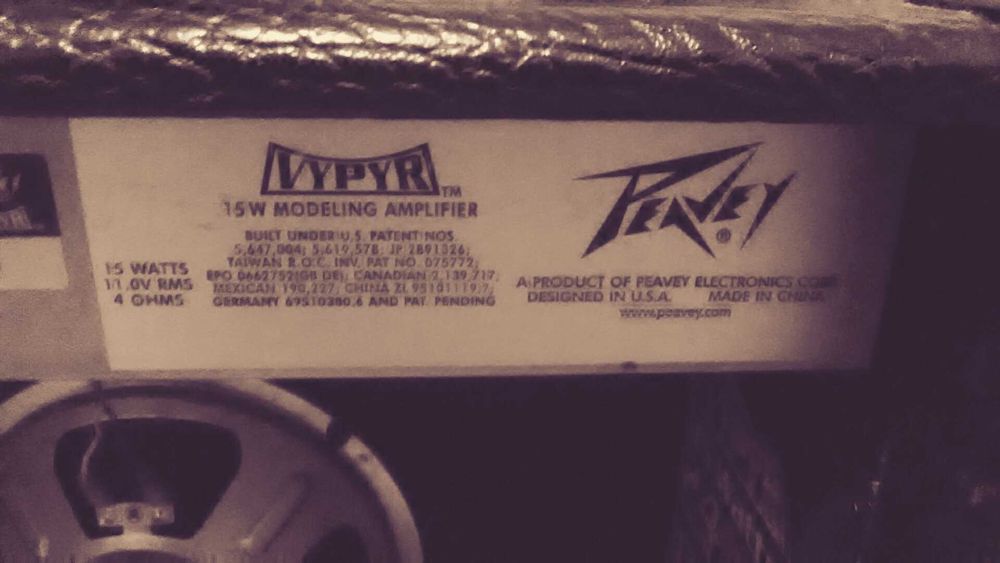 VYPYR™
15W MODELING AMPLIFIER
BUILT UNDER U.S. PATENT NOS.
5,647,004; 5,619,578; JP 2891326;
TAIWAN R.O.C. INV. PAT NO. 075772;
EPO 0662752(GB DE); CANADIAN 2,139,717;
MEXICAN 190,227; CHINA ZL 95101119.7;
GERMANY 69510380.6 AND PAT. PENDING
15 WATTS
11.0V RMS
4 OHMS
PEAVEY®
A PRODUCT OF PEAVEY ELECTRONICS CORP
DESIGNED IN U.S.A. MADE IN CHINA
www.peavey.com